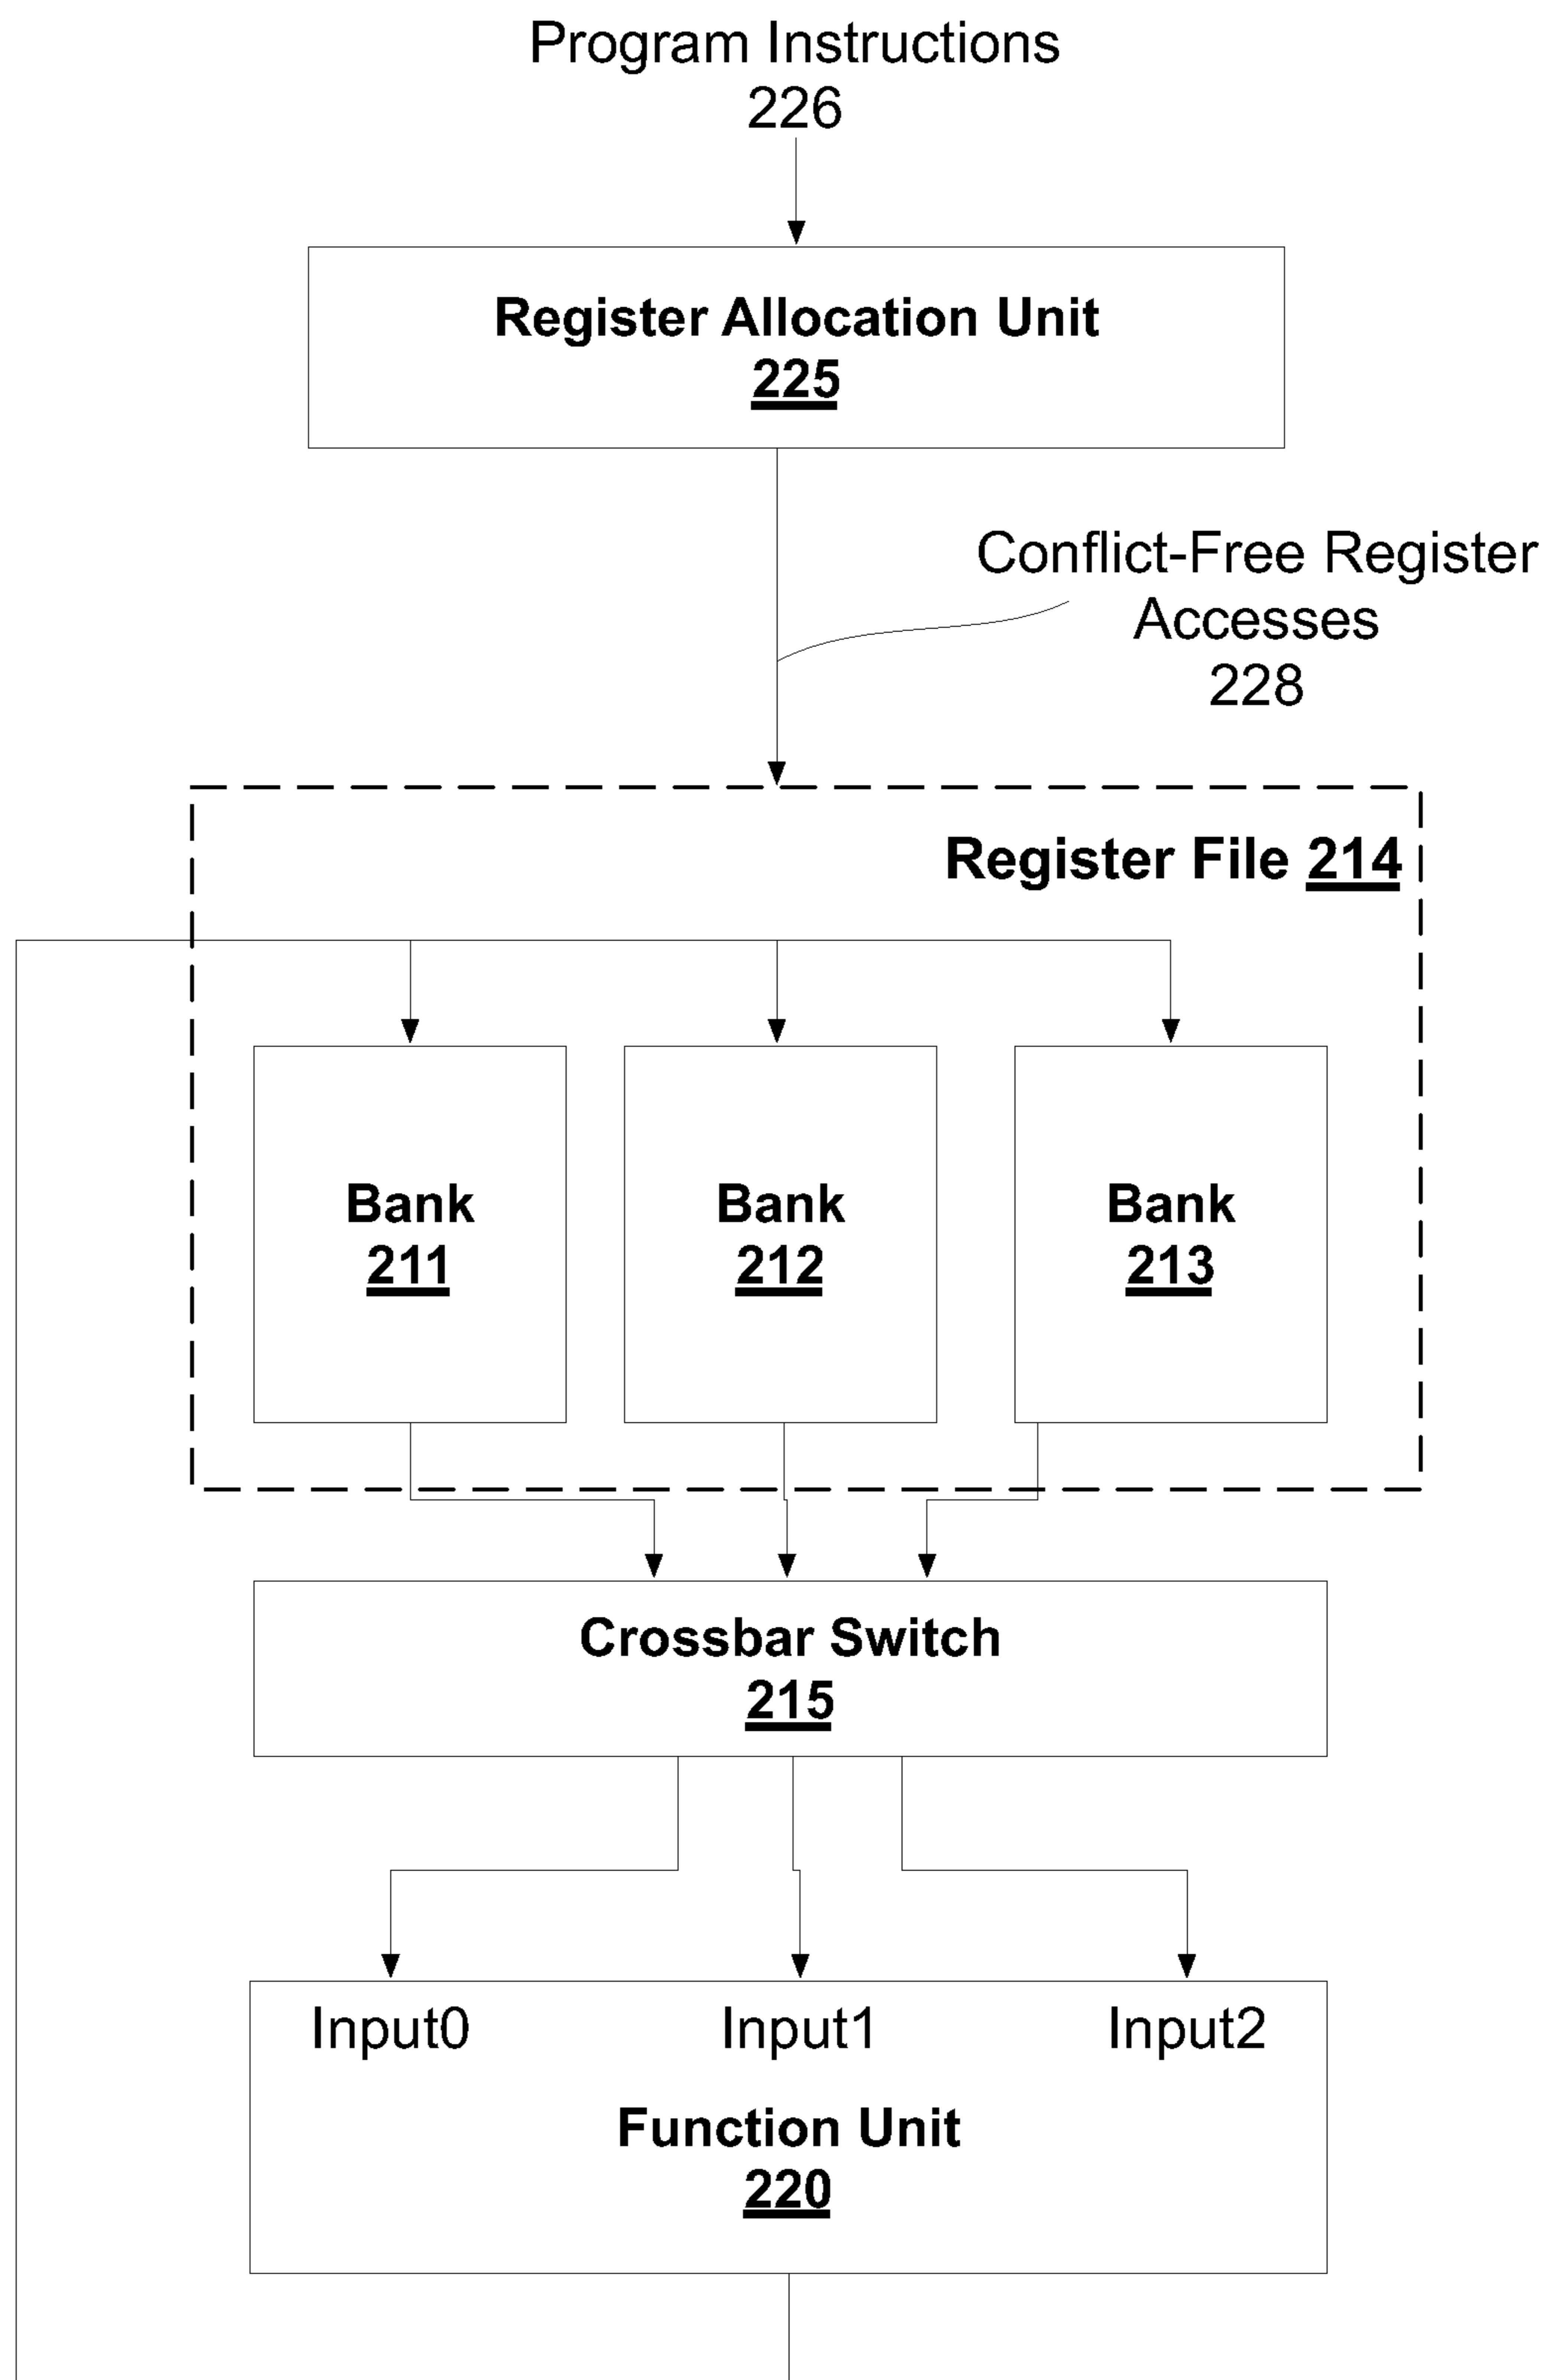 Program Instructions
226
Register Allocation Unit
225
Conflict-Free Register
Accesses
228
Register File 214
Bank
211
Bank
212
Bank
213
Crossbar Switch
215
Input0
Input1
Input2
Function Unit
220